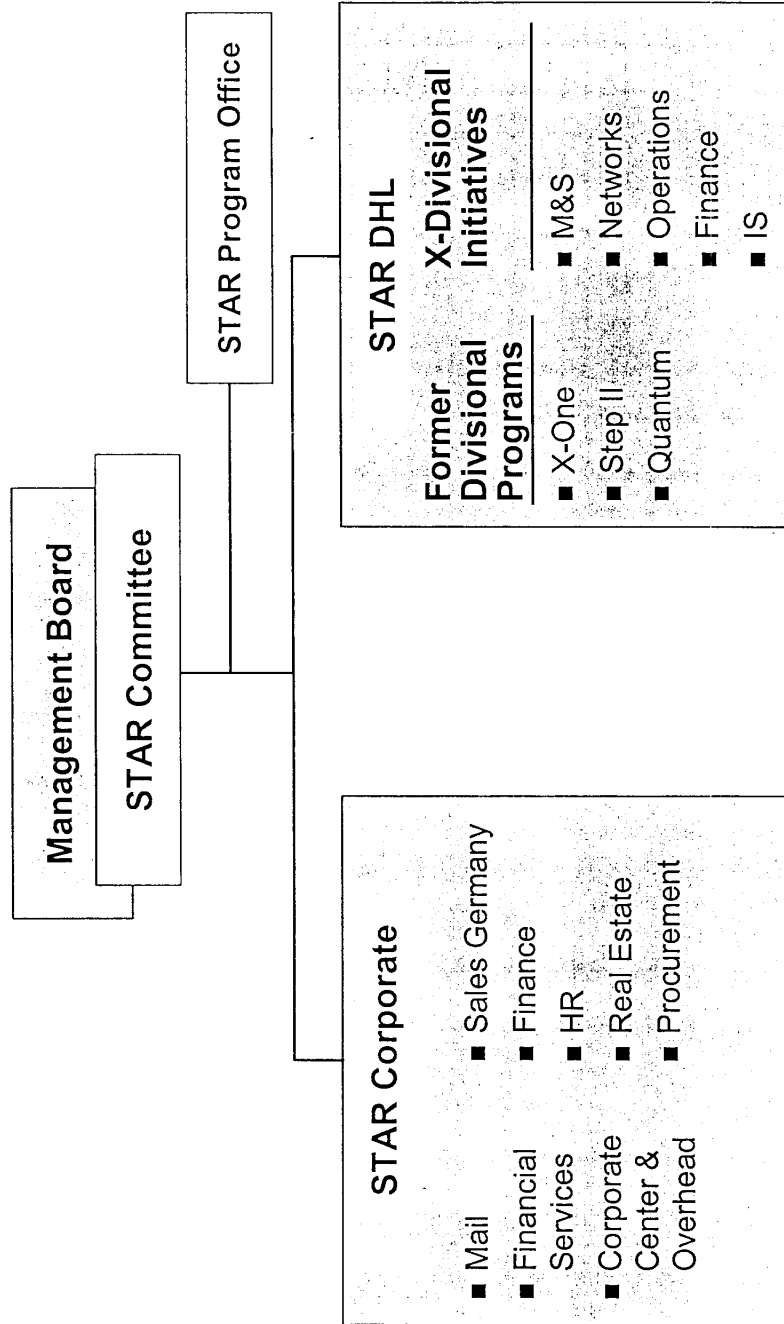 Management Board
STAR Committee
STAR Program Office
STAR Corporate
■ Mail
■ Financial
Services
■ Corporate
Center &
Overhead
■ Sales Germany
■ Finance
■ HR
■ Real Estate
■ Procurement
STAR DHL
Former
Divisional
Programs
■ X-One
■ Step II
■ Quantum
X-Divisional
Initiatives
■ M&S
■ Networks
■ Operations
■ Finance
■ IS